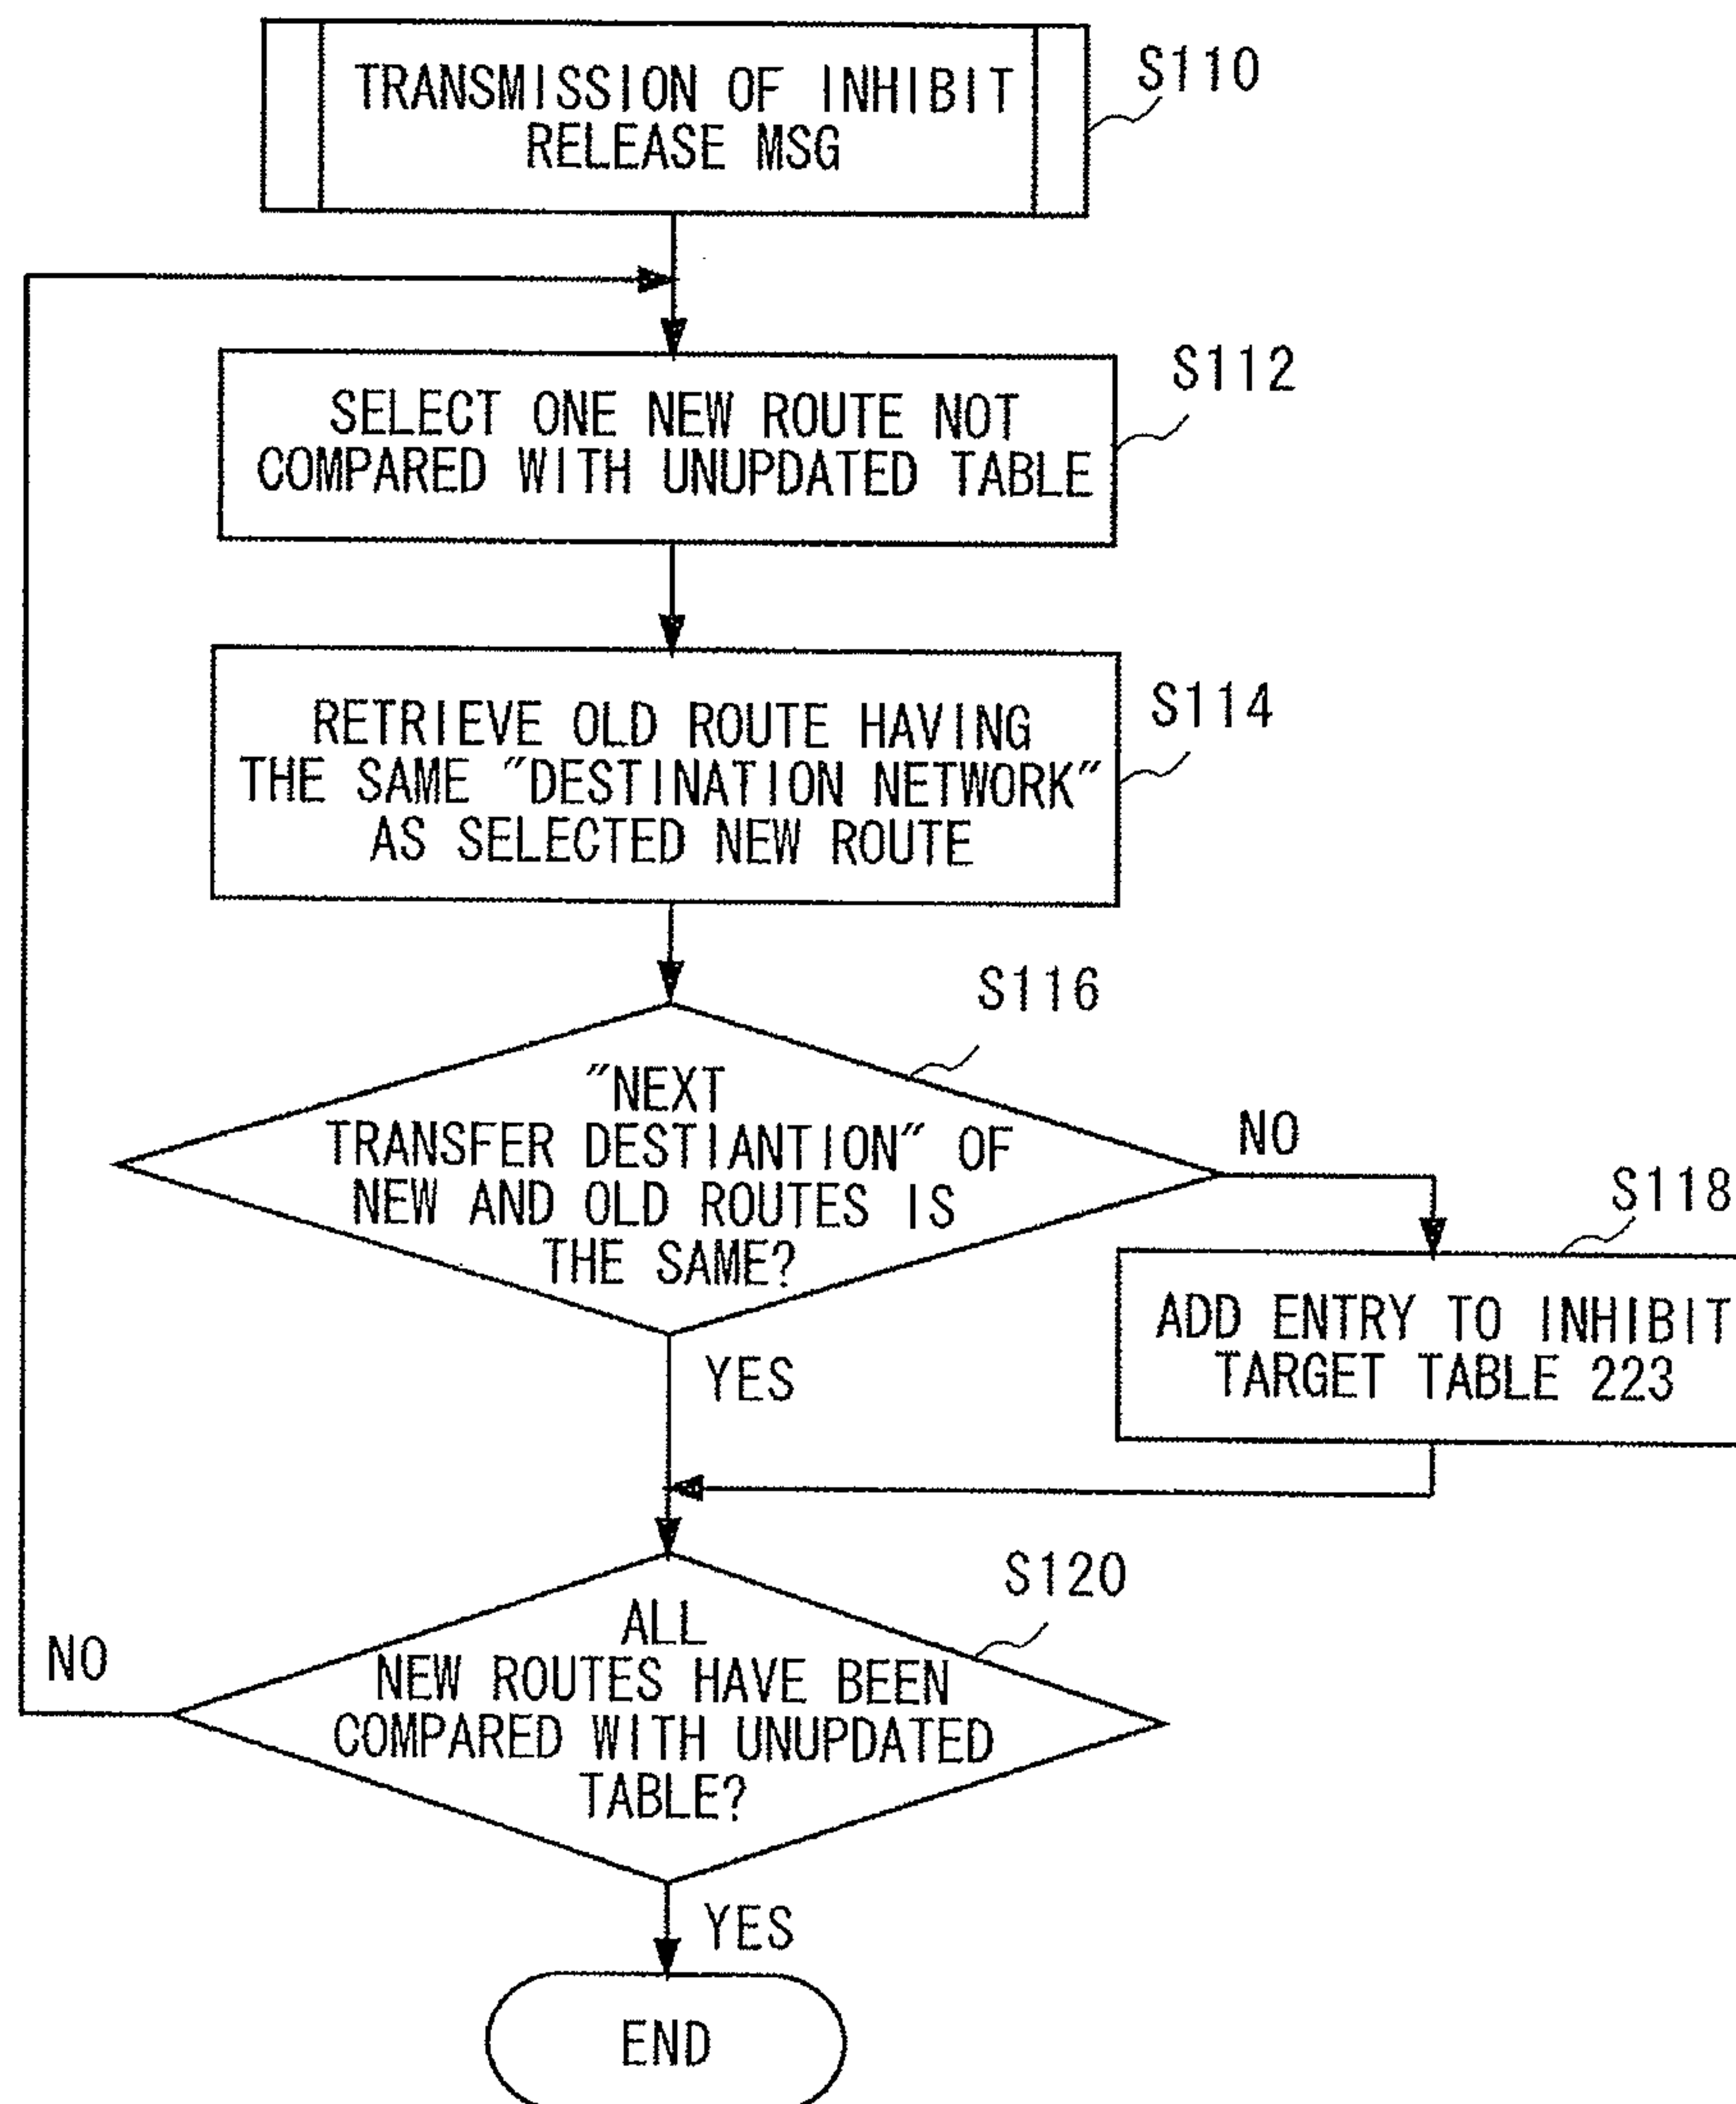 TRANSMISSION OF INHIBIT
RELEASE MSG
S110
SELECT ONE NEW ROUTE NOT
COMPARED WITH UNUPDATED TABLE
S112
RETRIEVE OLD ROUTE HAVING
THE SAME "DESTINATION NETWORK"
AS SELECTED NEW ROUTE
S114
"NEXT
TRANSFER DESTIANTION" OF
NEW AND OLD ROUTES IS
THE SAME?
S116
NO
YES
ADD ENTRY TO INHIBIT
TARGET TABLE 223
S118
ALL
NEW ROUTES HAVE BEEN
COMPARED WITH UNUPDATED
TABLE?
S120
NO
YES
END